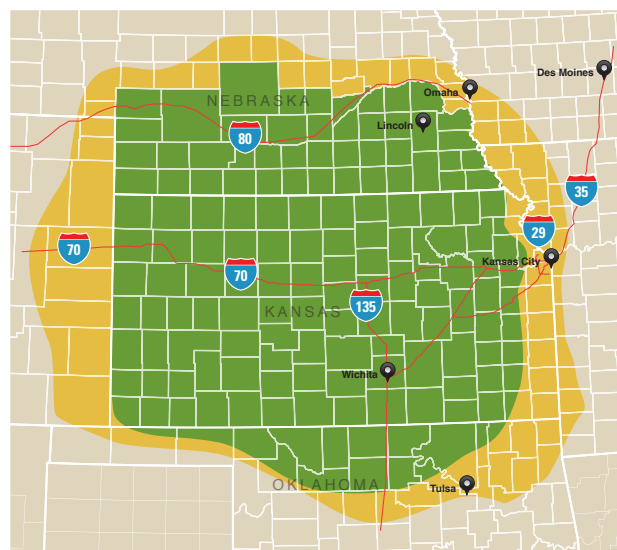 Des Moines
Omaha
NEBRASKA
Lincoln
80
35
29
70
Kansas City
70
135
KANSAS
Wichita
OKLAHOMA
Tulsa